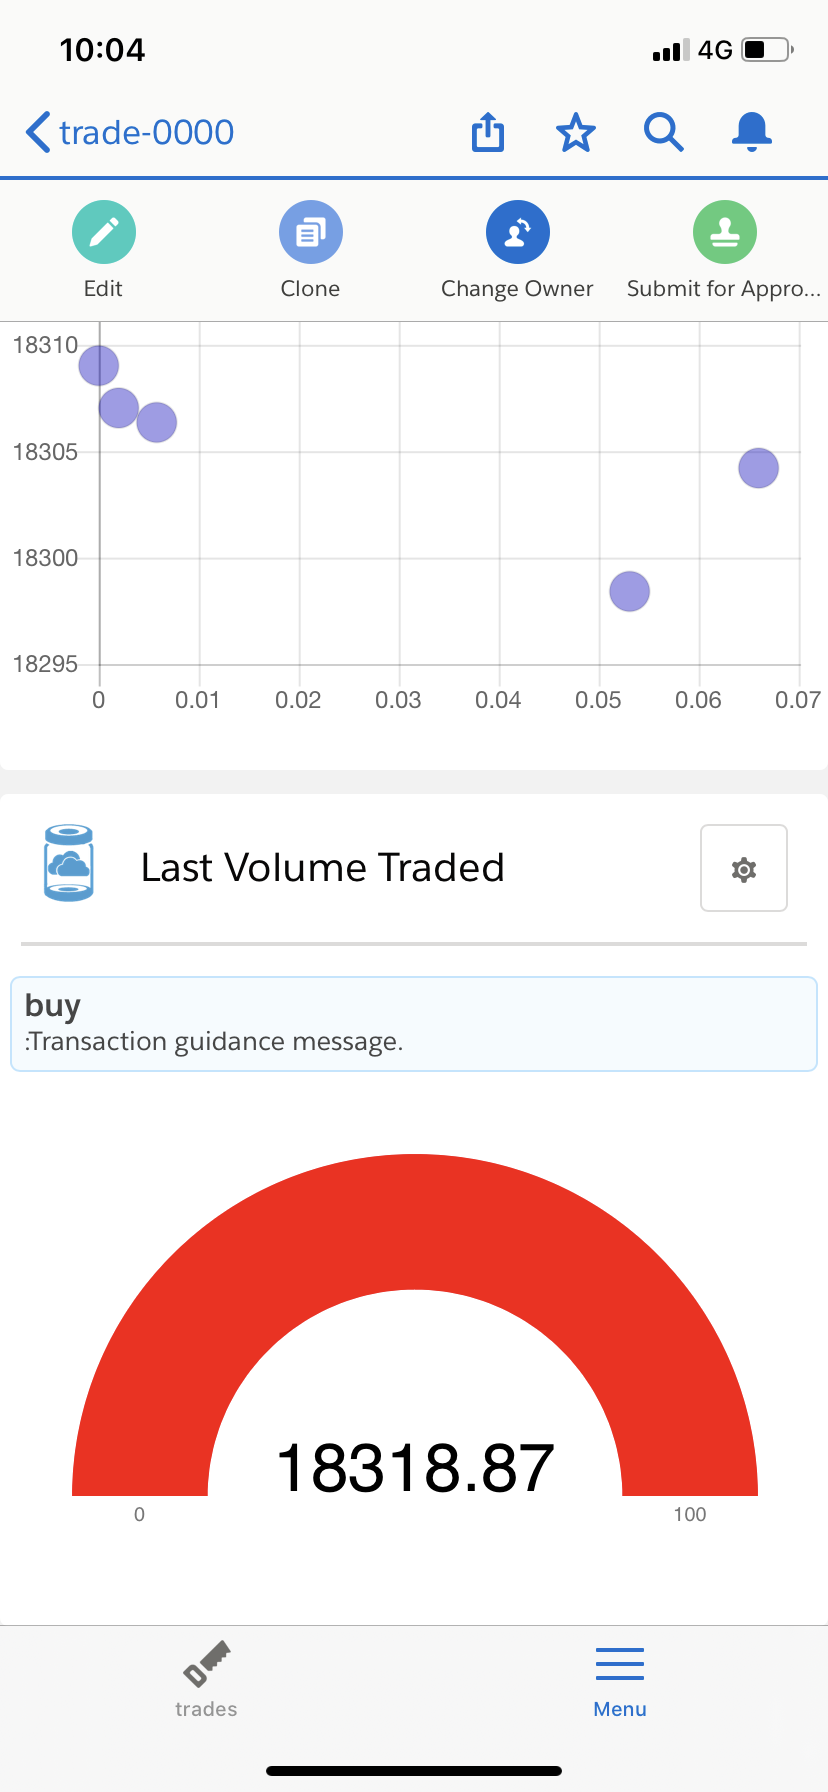 10:04 4G
trade-0000
Edit Clone Change Owner Submit for Appro...
18310
18305
18300
18295
0 0.01 0.02 0.03 0.04 0.05 0.06 0.07
Last Volume Traded
buy
:Transaction guidance message.
18318.87
0 100
trades Menu